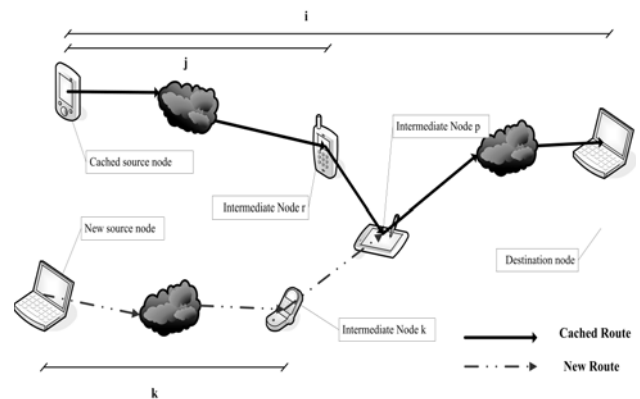 i
j
Intermediate Node p
Cached source node
Intermediate Node r
New source node
Destination node
Intermediate Node k
Cached Route
New Route
k